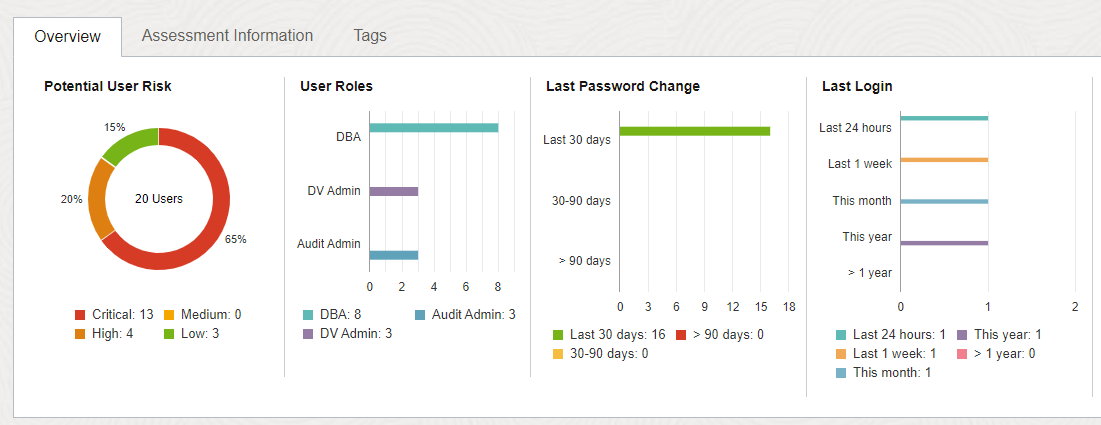 Overview
Assessment Information
Tags
Potential User Risk
15%
20%
20 Users
65%
Critical: 13
Medium: 0
High: 4
Low: 3
User Roles
DBA
DV Admin
Audit Admin
0 2 4 6 8
DBA: 8
Audit Admin: 3
DV Admin: 3
Last Password Change
Last 30 days
30-90 days
> 90 days
0 3 6 9 12 15 18
Last 30 days: 16
> 90 days: 0
30-90 days: 0
Last Login
Last 24 hours
Last 1 week
This month
This year
> 1 year
0 1 2
Last 24 hours: 1
This year: 1
Last 1 week: 1
> 1 year: 0
This month: 1